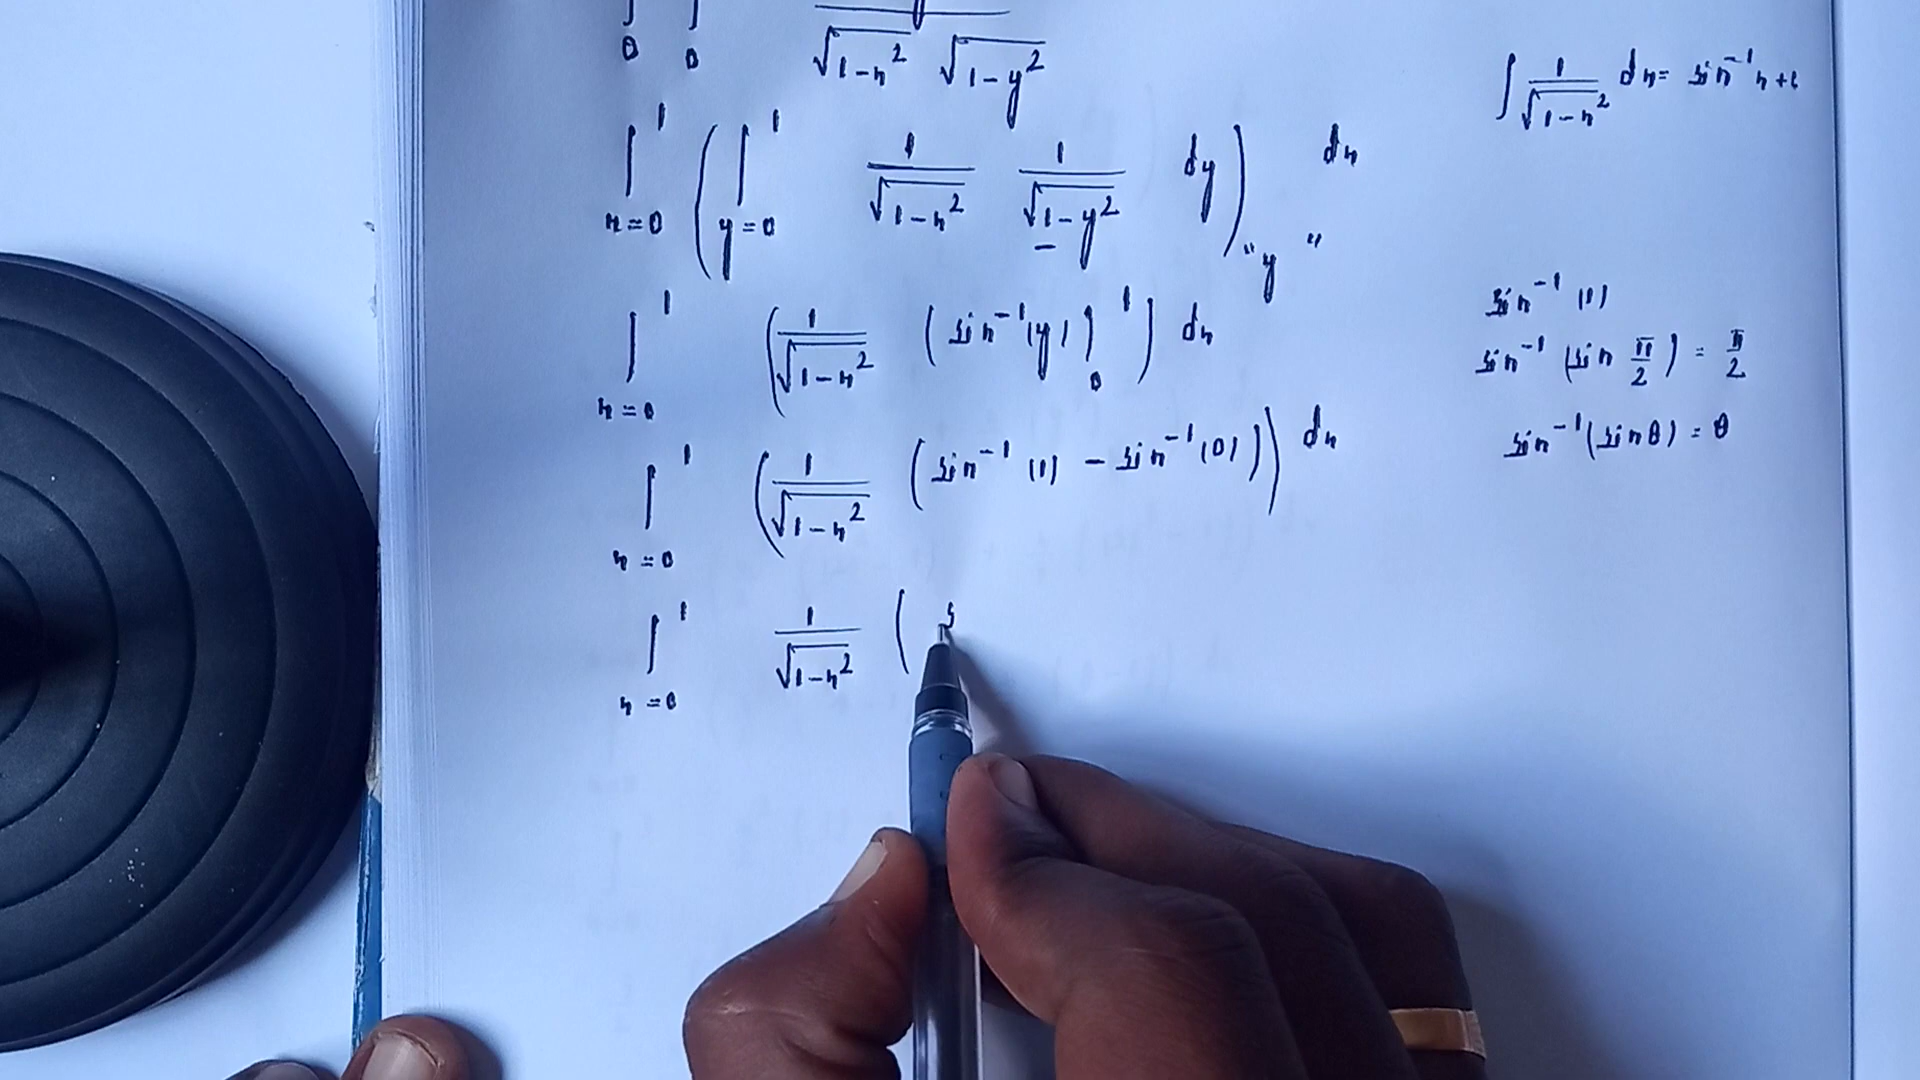 0 0 √1-x² √1-y²
∫ 1/√1-x² dx = sin⁻¹x+c
∫ x=0 1 ( ∫ y=0 1 1/√1-x² 1/√1-y² dy ) "y" dx
∫ x=0 1 ( 1/√1-x² ( sin⁻¹(y) ) 0 1 ) dx
∫ x=0 1 ( 1/√1-x² ( sin⁻¹(1) - sin⁻¹(0) ) ) dx
∫ x=0 1 1/√1-x² ( s
sin⁻¹(1)
sin⁻¹(sin π/2) = π/2
sin⁻¹(sinθ) = θ